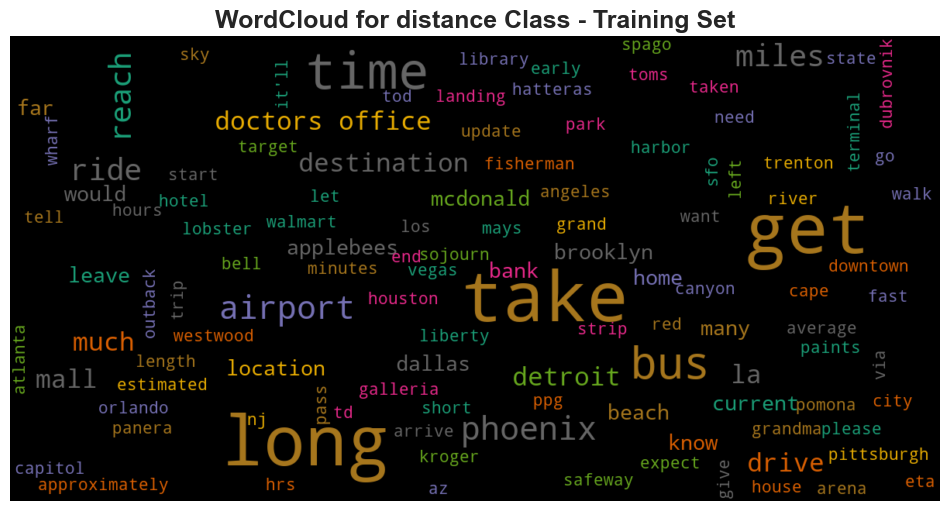 WordCloud for distance Class - Training Set
spago
sky
time
library
miles
state
early
it'll
reach
toms
taken
dubrovnik
hatteras
tod
landing
far
doctors office
update
park
need
wharf
target
harbor
terminal
go
ride
start
destination
fisherman
sfo
left
trenton
would
hours
hotel
let
mcdonald
angeles
river
walk
tell
lobster
walmart
los
mays
grand
want
get
applebees
end
sojourn
brooklyn
bell
minutes
vegas
bank
home
downtown
leave
outback
trip
airport
houston
take
canyon
cape
fast
strip
red
many
average
paints
via
much
westwood
liberty
atlanta
length
location
dallas
bus
la
mall
estimated
pass
galleria
detroit
orlando
nj
td
short
ppg
beach
current
pomona
city
panera
long
arrive
phoenix
know
grandma
please
kroger
capitol
expect
drive
pittsburgh
approximately
hrs
az
safeway
give
house
arena
eta